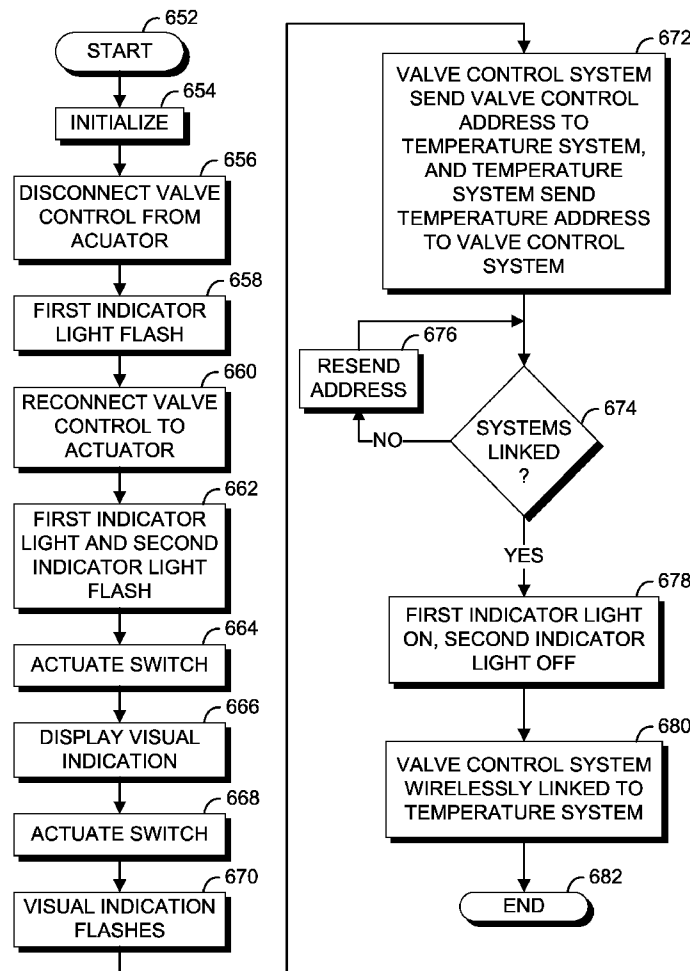 652
START
654
INITIALIZE
656
DISCONNECT VALVE
CONTROL FROM
ACUATOR
658
FIRST INDICATOR
LIGHT FLASH
660
RECONNECT VALVE
CONTROL TO
ACTUATOR
662
FIRST INDICATOR
LIGHT AND SECOND
INDICATOR LIGHT
FLASH
664
ACTUATE SWITCH
666
DISPLAY VISUAL
INDICATION
668
ACTUATE SWITCH
670
VISUAL INDICATION
FLASHES
672
VALVE CONTROL SYSTEM
SEND VALVE CONTROL
ADDRESS TO
TEMPERATURE SYSTEM,
AND TEMPERATURE
SYSTEM SEND
TEMPERATURE ADDRESS
TO VALVE CONTROL
SYSTEM
676
RESEND
ADDRESS
674
SYSTEMS
LINKED
?
NO
YES
678
FIRST INDICATOR LIGHT
ON, SECOND INDICATOR
LIGHT OFF
680
VALVE CONTROL SYSTEM
WIRELESSLY LINKED TO
TEMPERATURE SYSTEM
682
END